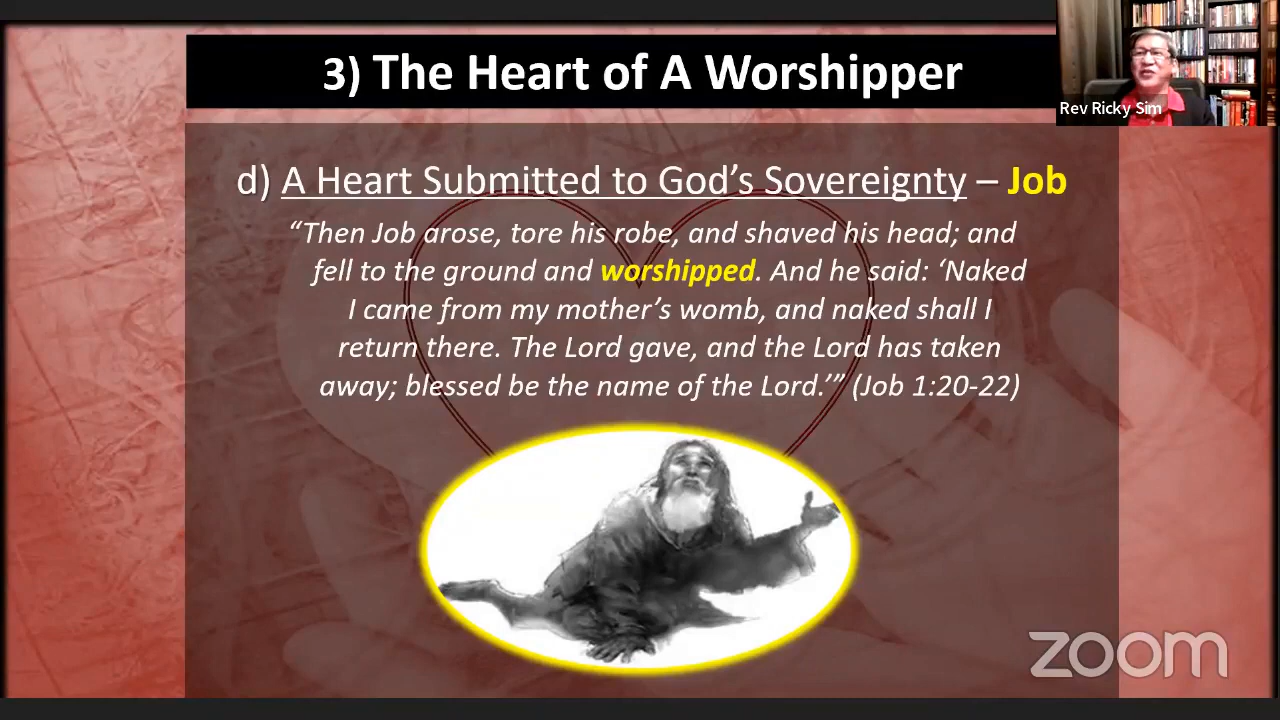 3) The Heart of A Worshipper
Rev Ricky Sim
d) A Heart Submitted to God’s Sovereignty – Job
“Then Job arose, tore his robe, and shaved his head; and
fell to the ground and worshipped. And he said: ‘Naked
I came from my mother’s womb, and naked shall I
return there. The Lord gave, and the Lord has taken
away; blessed be the name of the Lord.’” (Job 1:20-22)
zoom